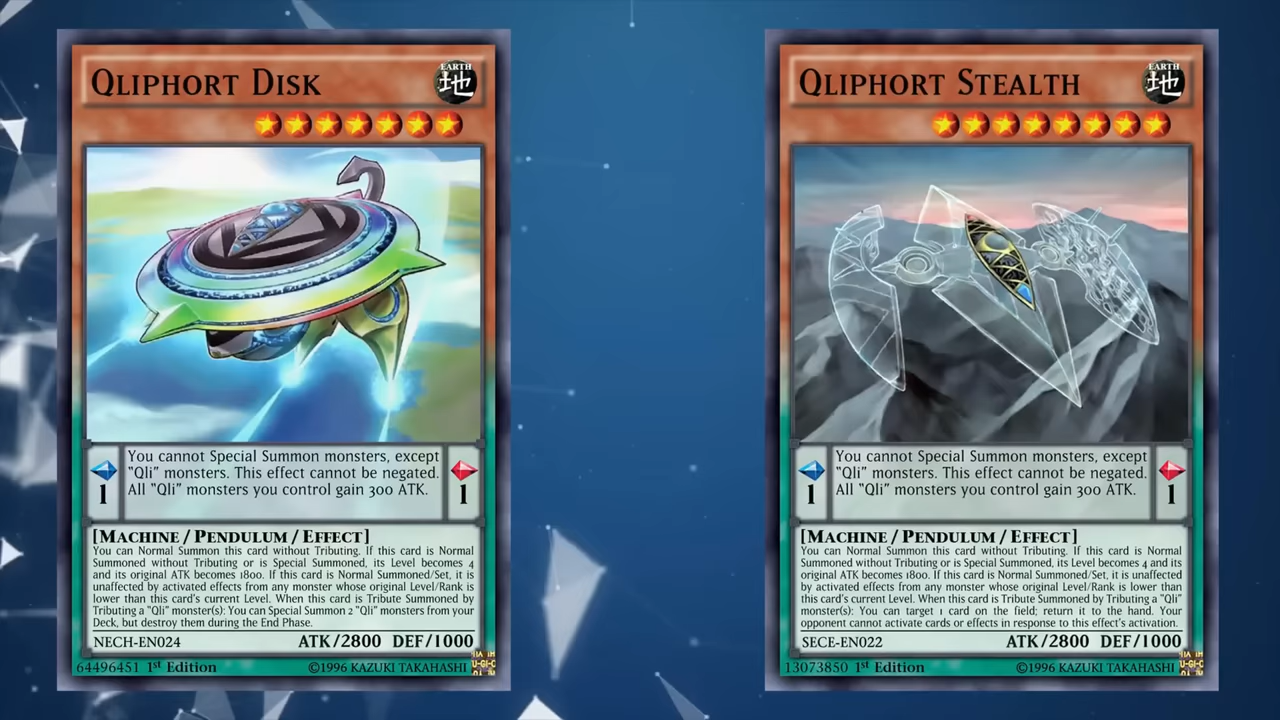 Qliphort Disk
EARTH
地
You cannot Special Summon monsters, except
"Qli" monsters. This effect cannot be negated.
All "Qli" monsters you control gain 300 ATK.
1
1
[Machine / Pendulum / Effect]
You can Normal Summon this card without Tributing. If this card is Normal
Summoned without Tributing or is Special Summoned, its Level becomes 4
and its original ATK becomes 1800. If this card is Normal Summoned/Set, it is
unaffected by activated effects from any monster whose original Level/Rank is
lower than this card's current Level. When this card is Tribute Summoned by
Tributing a "Qli" monster(s): You can Special Summon 2 "Qli" monsters from your
Deck, but destroy them during the End Phase.
NECH-EN024
ATK/2800 DEF/1000
64496451 1st Edition
©1996 KAZUKI TAKAHASHI
Qliphort Stealth
EARTH
地
You cannot Special Summon monsters, except
"Qli" monsters. This effect cannot be negated.
All "Qli" monsters you control gain 300 ATK.
1
1
[Machine / Pendulum / Effect]
You can Normal Summon this card without Tributing. If this card is Normal
Summoned without Tributing or is Special Summoned, its Level becomes 4 and its
original ATK becomes 1800. If this card is Normal Summoned/Set, it is unaffected
by activated effects from any monster whose original Level/Rank is lower than
this card's current Level. When this card is Tribute Summoned by Tributing a "Qli"
monster(s): You can target 1 card on the field; return it to the hand. Your
opponent cannot activate cards or effects in response to this effect's activation.
SECE-EN022
ATK/2800 DEF/1000
13073850 1st Edition
©1996 KAZUKI TAKAHASHI